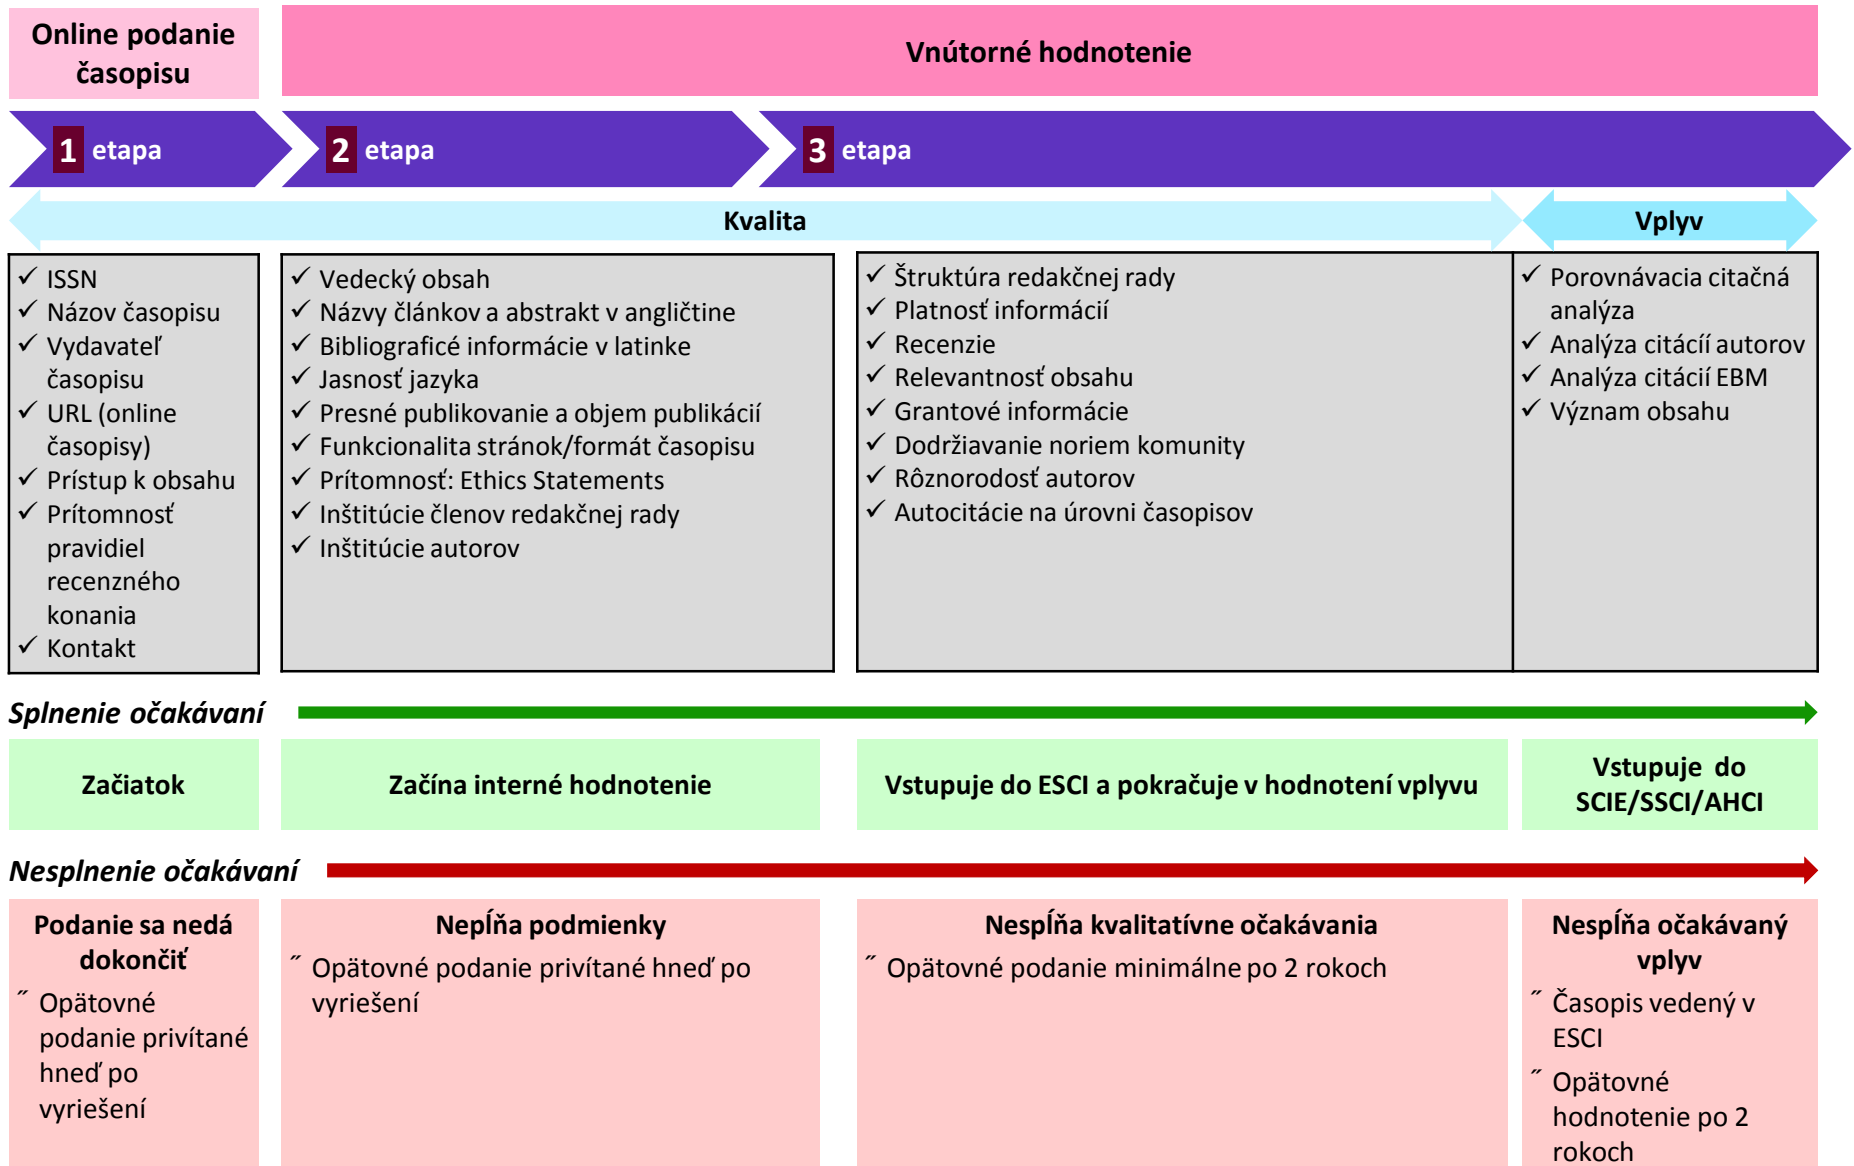 Online podanie
časopisu
Vnútorné hodnotenie
1 etapa
2 etapa
3 etapa
Kvalita
Vplyv
✓ ISSN
✓ Názov časopisu
✓ Vydavateľ
časopisu
✓ URL (online
časopisy)
✓ Prístup k obsahu
✓ Prítomnosť
pravidiel
recenzného
konania
✓ Kontakt
✓ Vedecký obsah
✓ Názvy článkov a abstrakt v angličtine
✓ Bibliograficé informácie v latinke
✓ Jasnosť jazyka
✓ Presné publikovanie a objem publikácií
✓ Funkcionalita stránok/formát časopisu
✓ Prítomnosť: Ethics Statements
✓ Inštitúcie členov redakčnej rady
✓ Inštitúcie autorov
✓ Štruktúra redakčnej rady
✓ Platnosť informácií
✓ Recenzie
✓ Relevantnosť obsahu
✓ Grantové informácie
✓ Dodržiavanie noriem komunity
✓ Rôznorodosť autorov
✓ Autocitácie na úrovni časopisov
✓ Porovnávacia citačná
analýza
✓ Analýza citácií autorov
✓ Analýza citácií EBM
✓ Význam obsahu
Splnenie očakávaní
Začiatok
Začína interné hodnotenie
Vstupuje do ESCI a pokračuje v hodnotení vplyvu
Vstupuje do
SCIE/SSCI/AHCI
Nesplnenie očakávaní
Podanie sa nedá
dokončiť
˝ Opätovné
podanie privítané
hneď po
vyriešení
Nepĺňa podmienky
˝ Opätovné podanie privítané hneď po
vyriešení
Nespĺňa kvalitatívne očakávania
˝ Opätovné podanie minimálne po 2 rokoch
Nespĺňa očakávaný
vplyv
˝ Časopis vedený v
ESCI
˝ Opätovné
hodnotenie po 2
rokoch